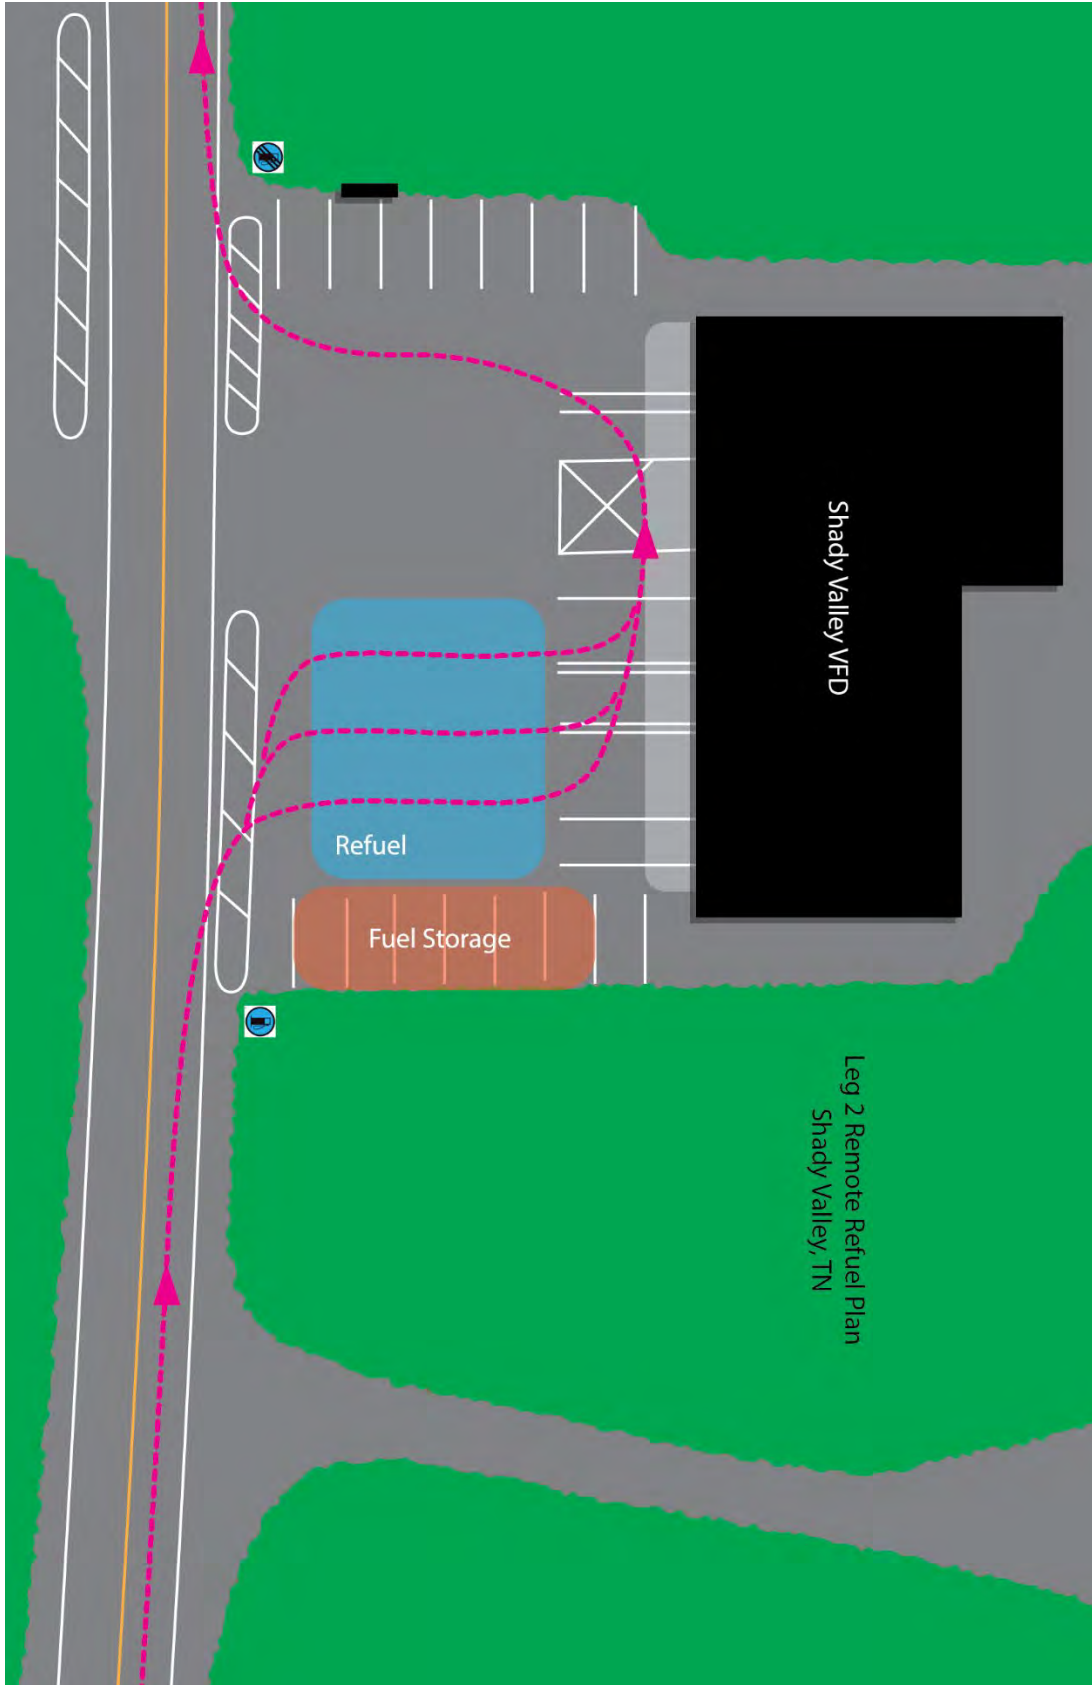 Shady Valley VFD
Refuel
Fuel Storage
Leg 2 Remote Refuel Plan
Shady Valley, TN